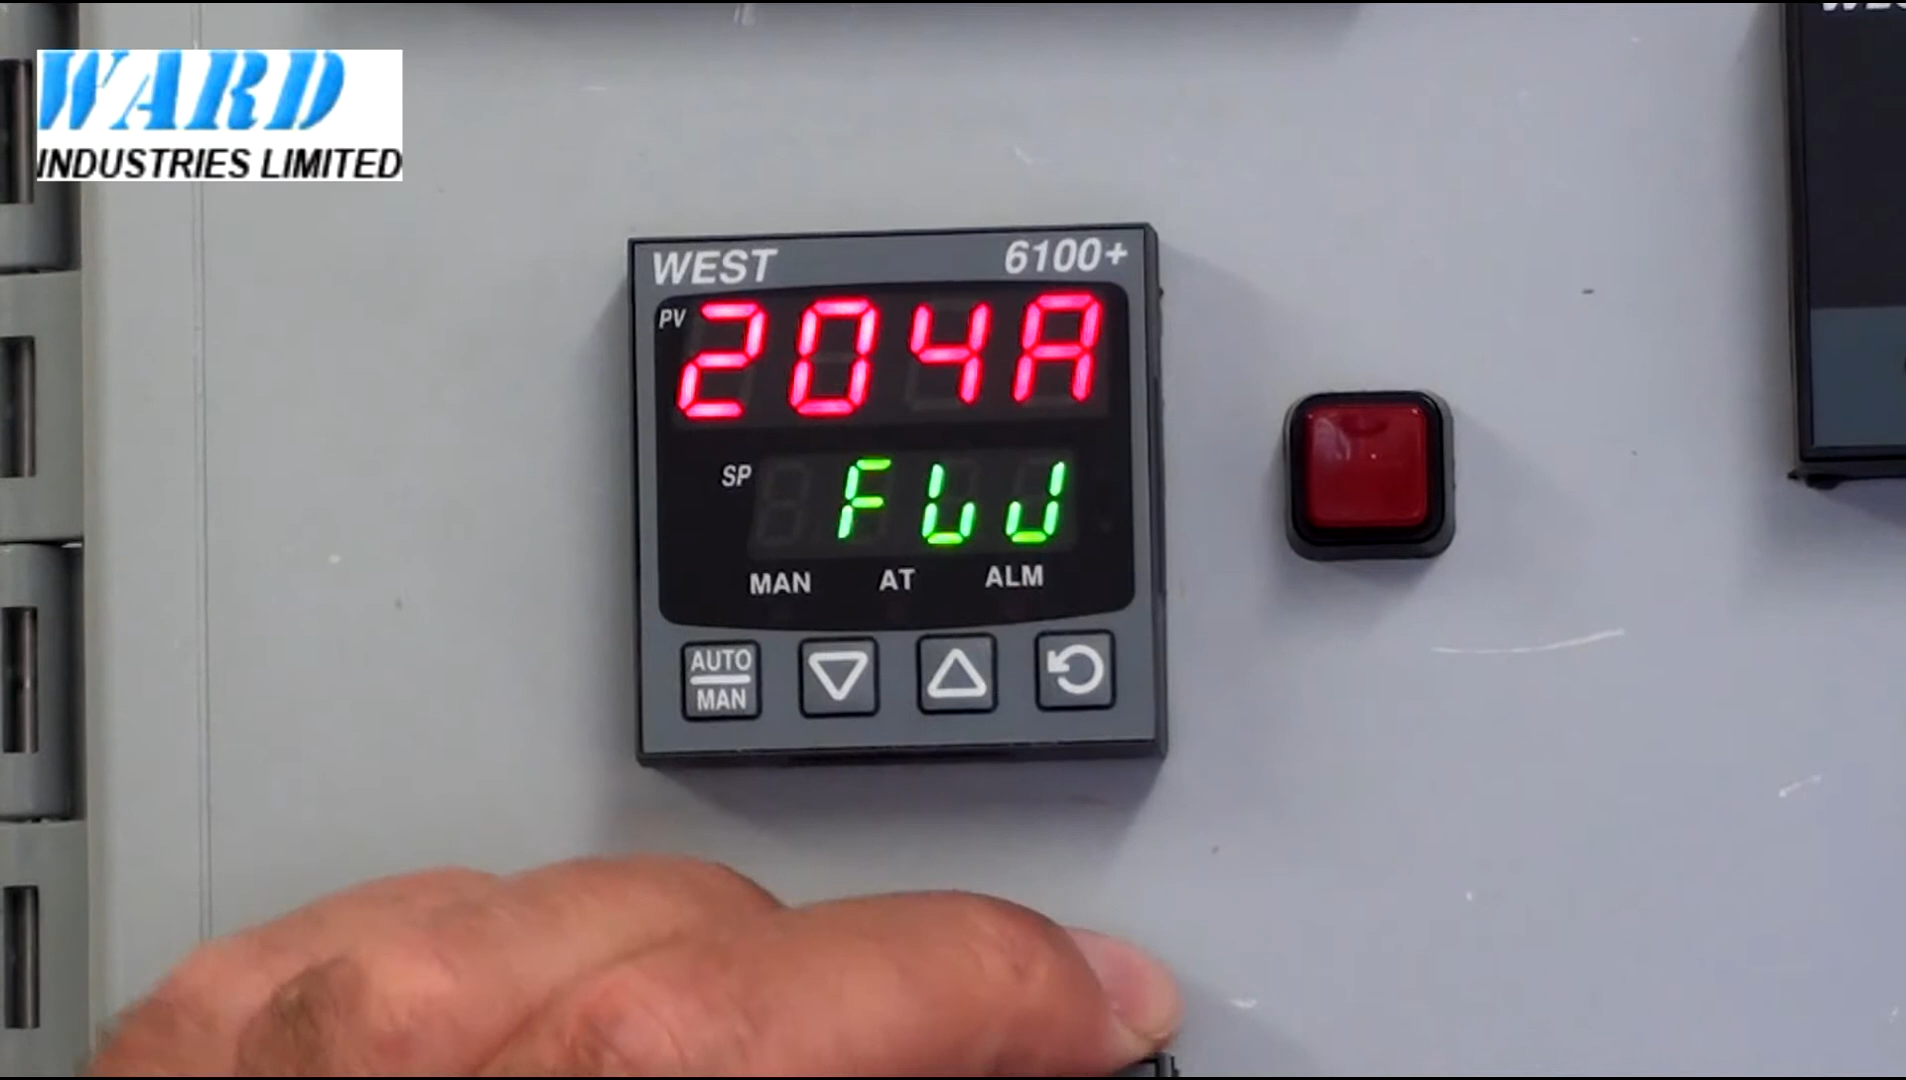 WARD
INDUSTRIES LIMITED
WEST 6100+
PV 204A
SP FLJ
MAN AT ALM
AUTO
MAN